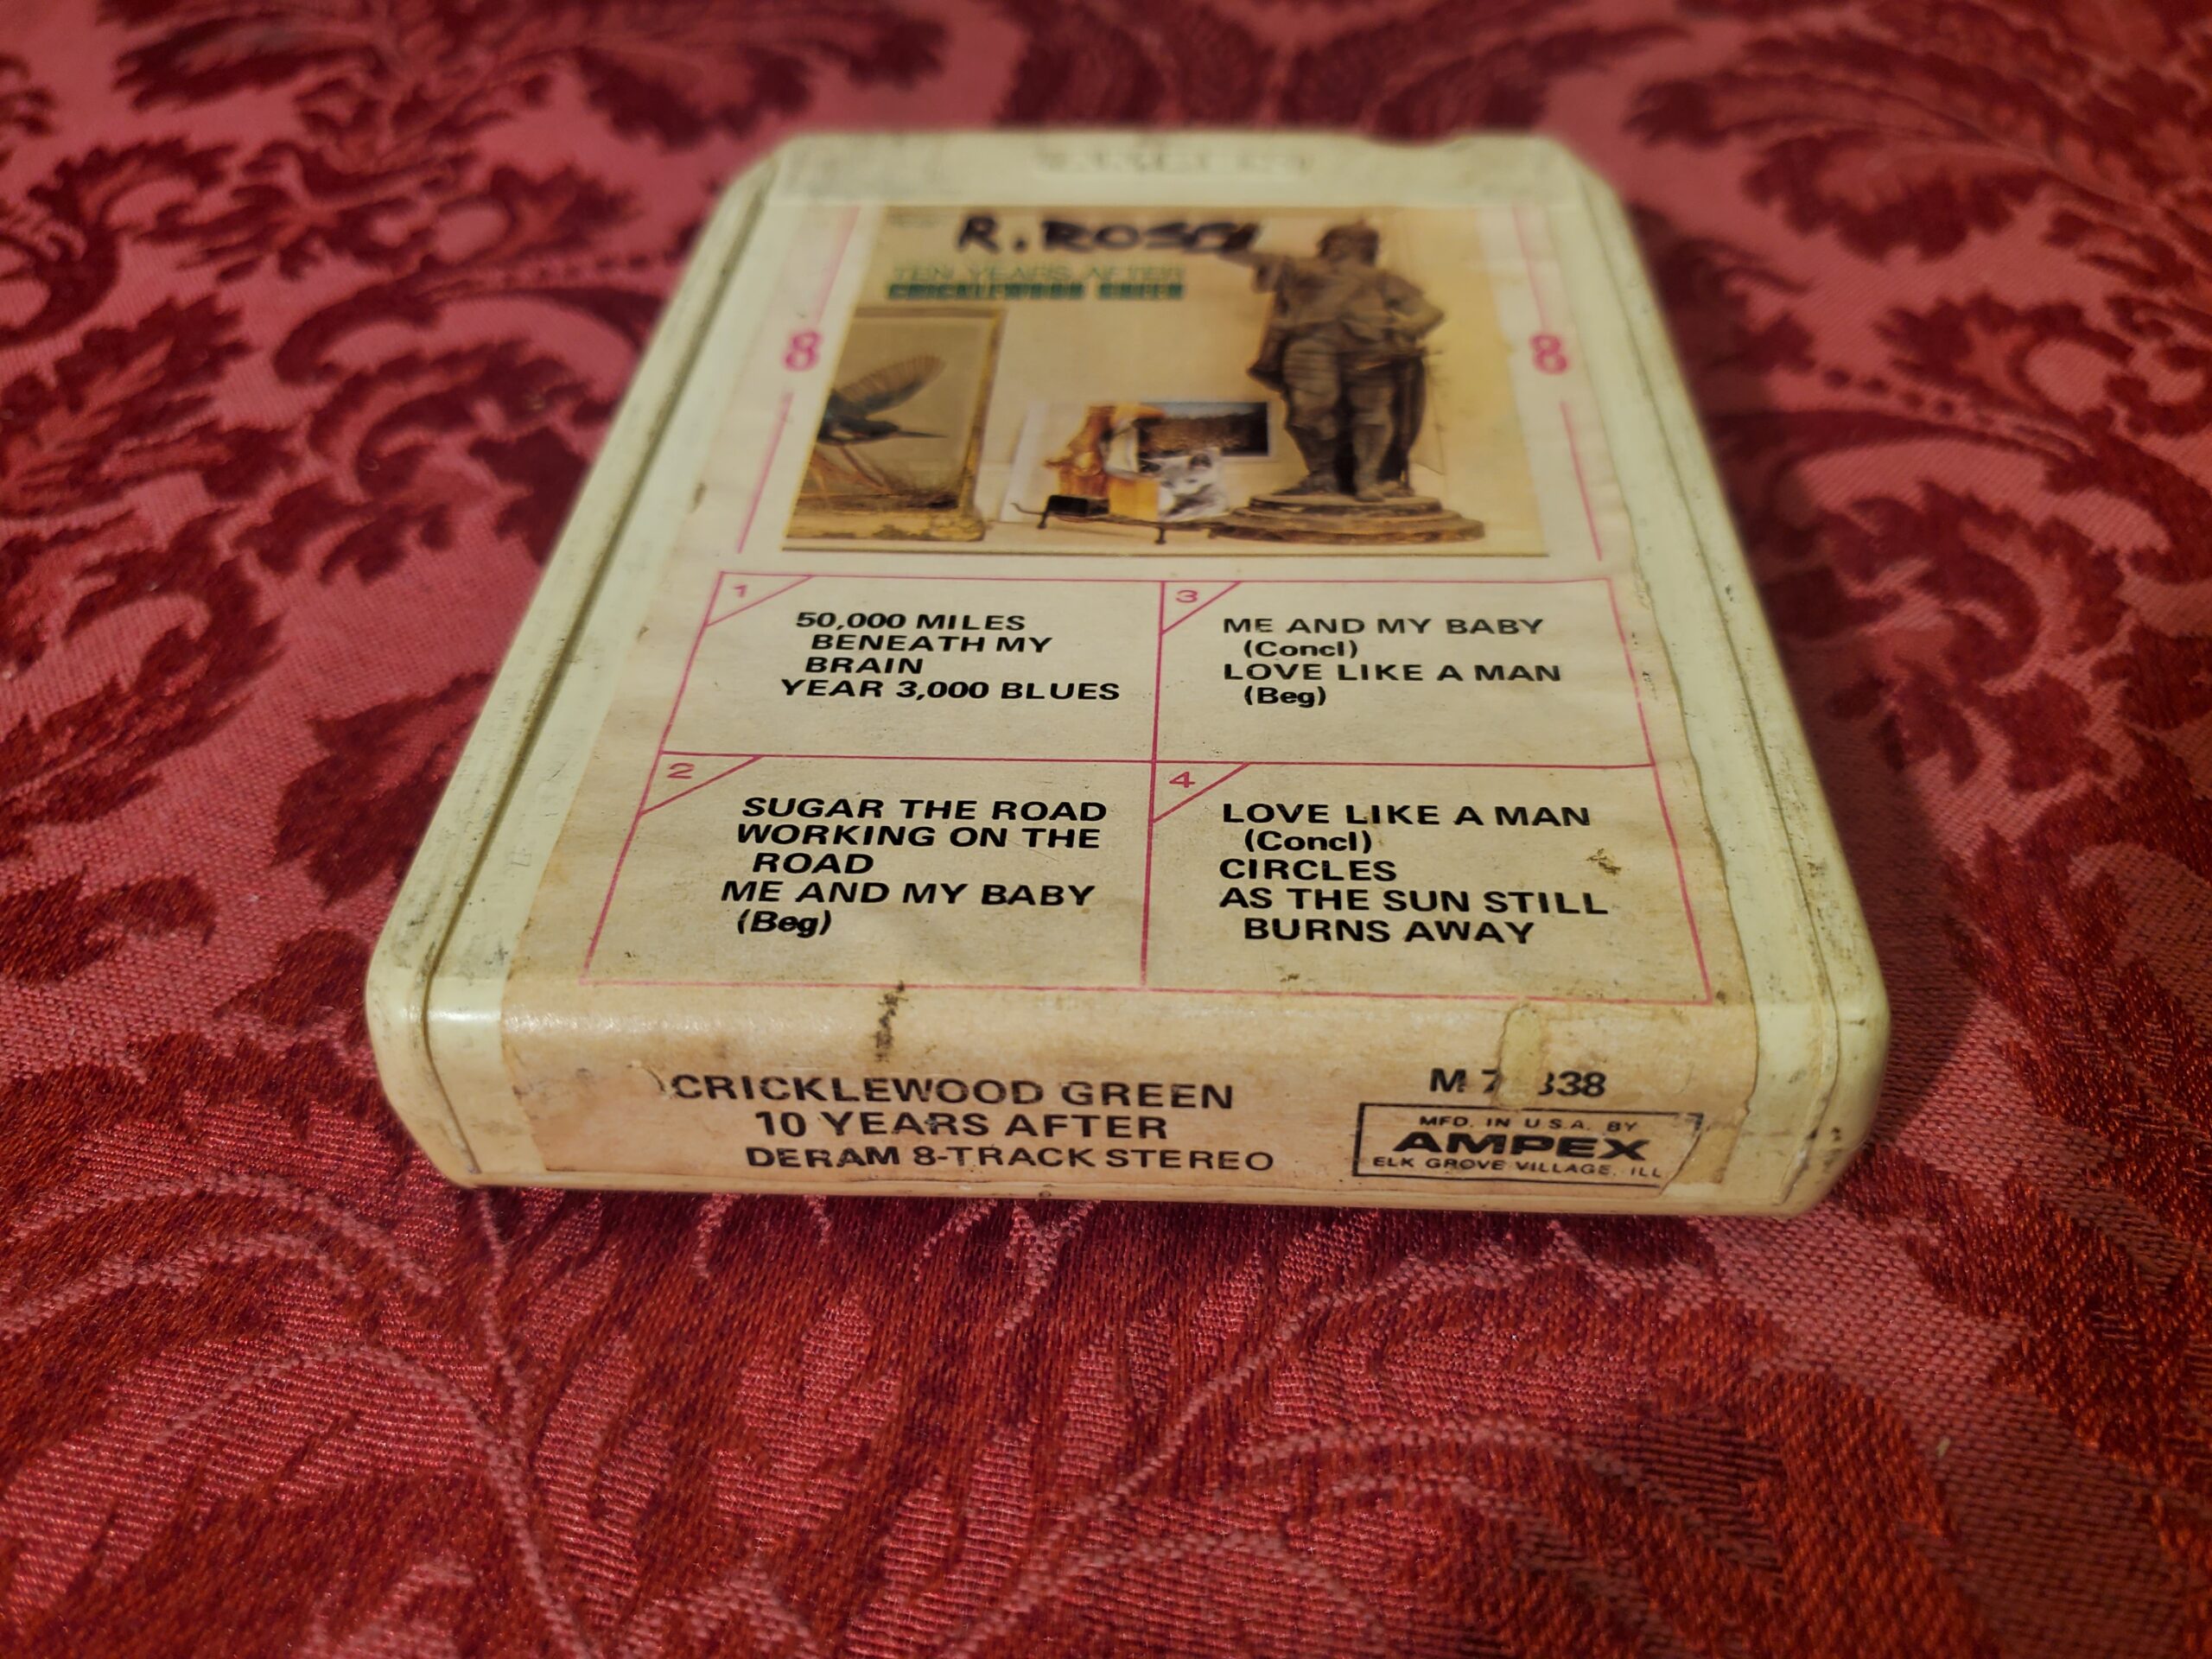 R. ROSSI
TEN YEARS AFTER
CRICKLEWOOD GREEN
8
8
1
50,000 MILES
BENEATH MY
BRAIN
YEAR 3,000 BLUES
2
SUGAR THE ROAD
WORKING ON THE
ROAD
ME AND MY BABY
(Beg)
3
ME AND MY BABY
(Concl)
LOVE LIKE A MAN
(Beg)
4
LOVE LIKE A MAN
(Concl)
CIRCLES
AS THE SUN STILL
BURNS AWAY
CRICKLEWOOD GREEN
10 YEARS AFTER
DERAM 8-TRACK STEREO
M
MFD. IN U.S.A. BY
AMPEX
ELK GROVE VILLAGE, ILL